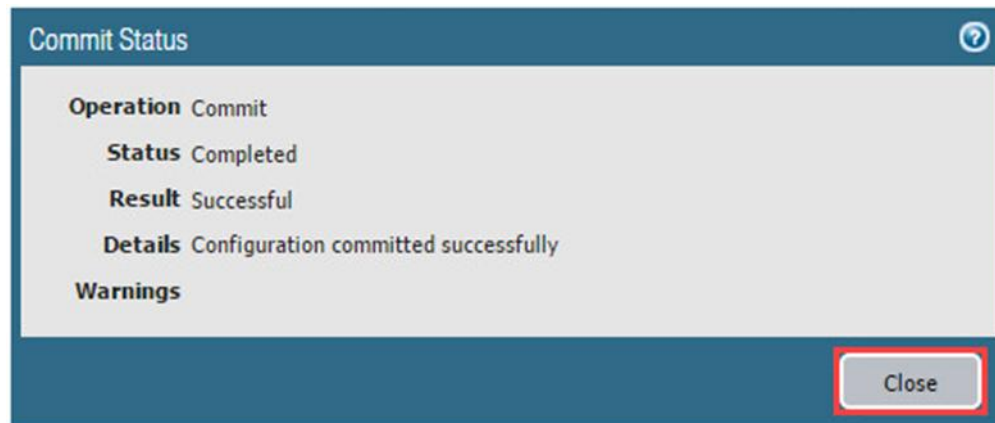 Commit Status
?
Operation Commit
Status Completed
Result Successful
Details Configuration committed successfully
Warnings
Close